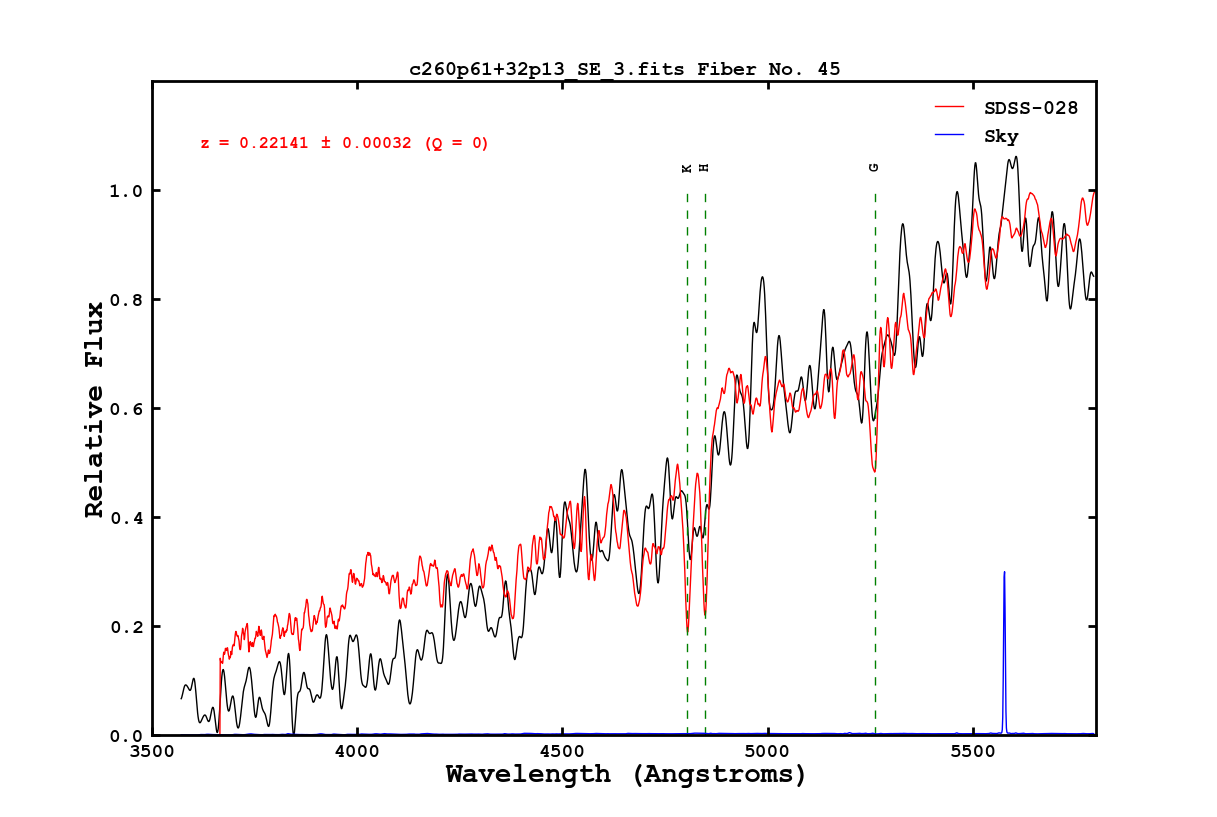 c260p61+32p13_SE_3.fits Fiber No. 45
SDSS-028
Sky
z = 0.22141 ± 0.00032 (Q = 0)
K H G
1.0
0.8
0.6
0.4
0.2
0.0
Relative Flux
3500 4000 4500 5000 5500
Wavelength (Angstroms)